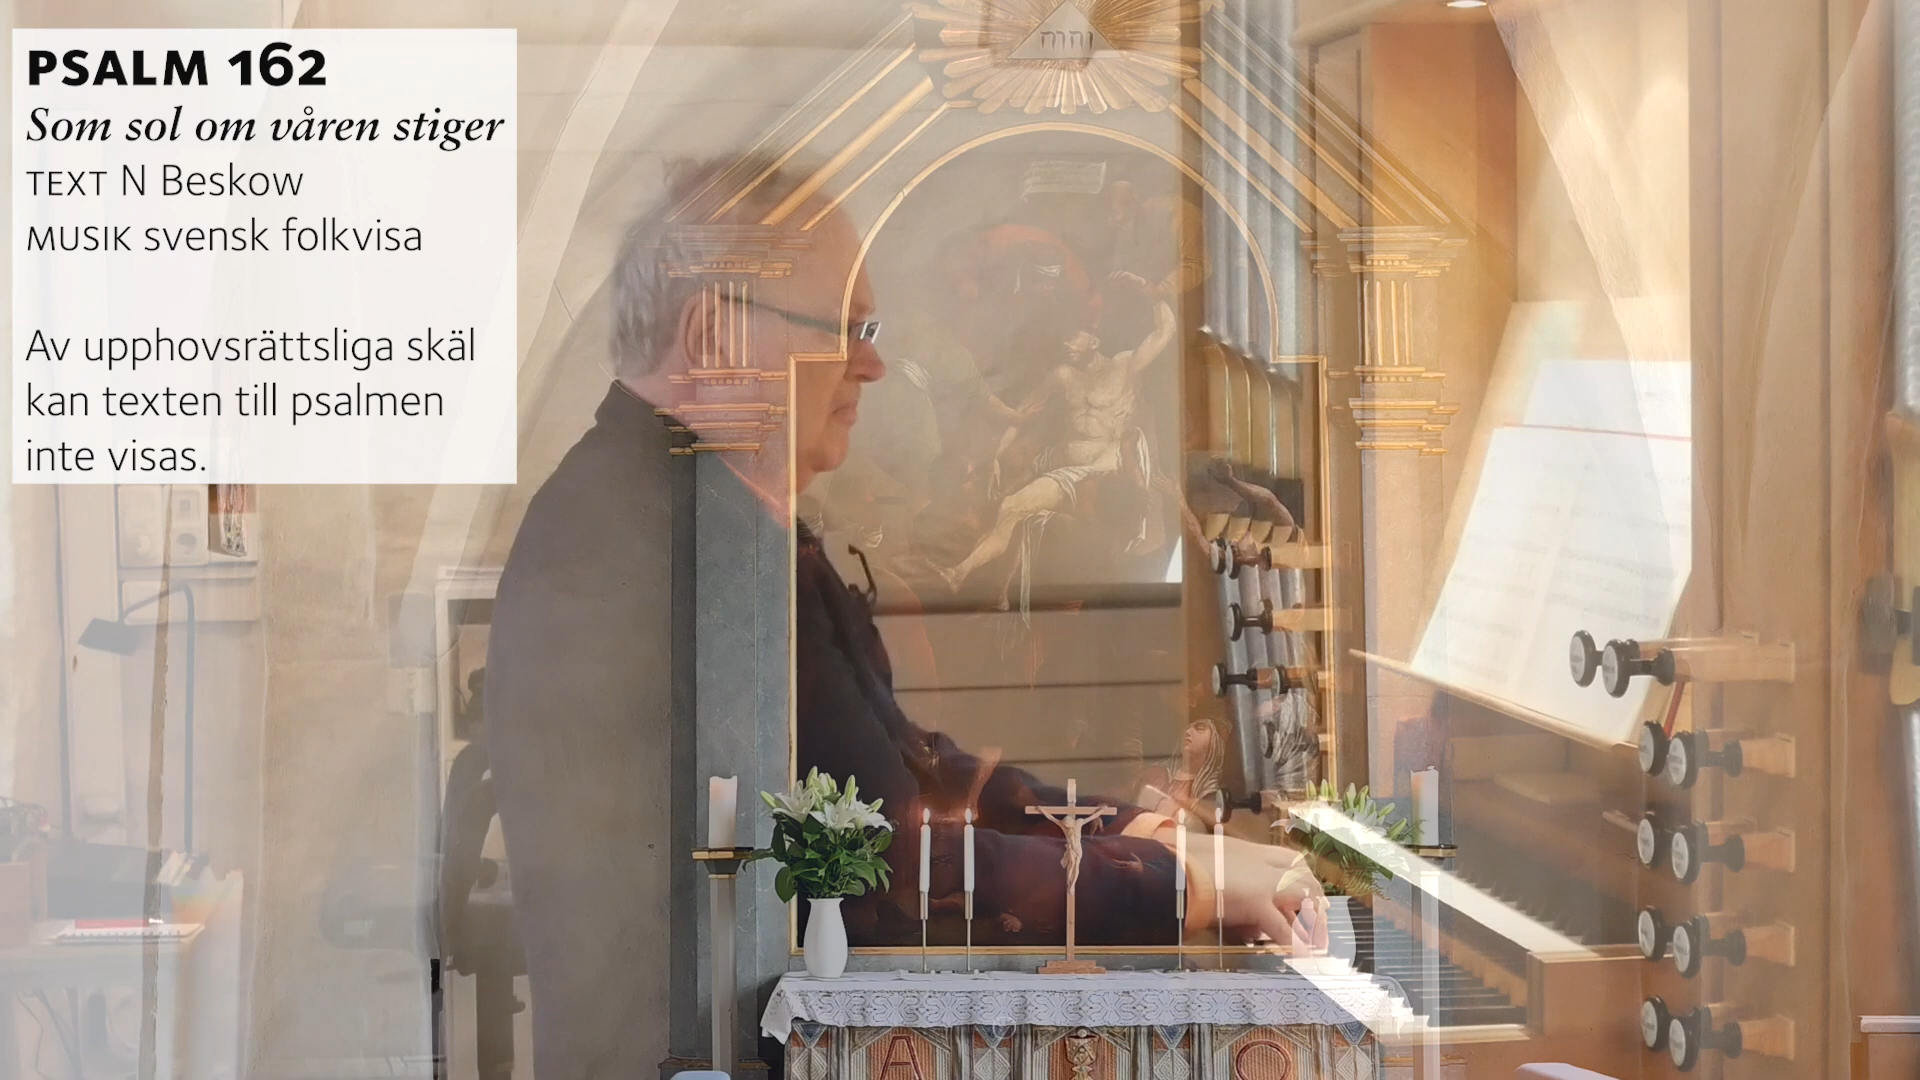 PSALM 162
Som sol om våren stiger
TEXT N Beskow
MUSIK svensk folkvisa
Av upphovsrättsliga skäl
kan texten till psalmen
inte visas.
A
O